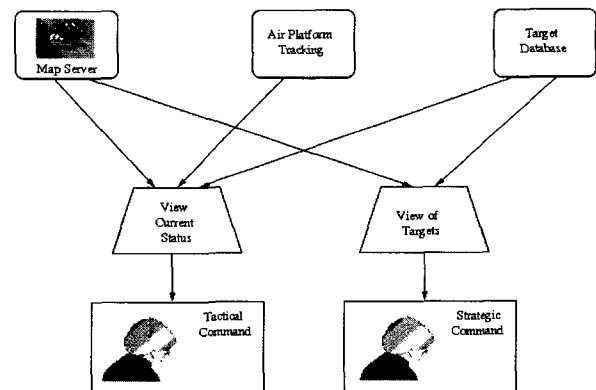 Map Server
Air Platform
Tracking
Target
Database
View
Current
Status
View of
Targets
Tactical
Command
Strategic
Command